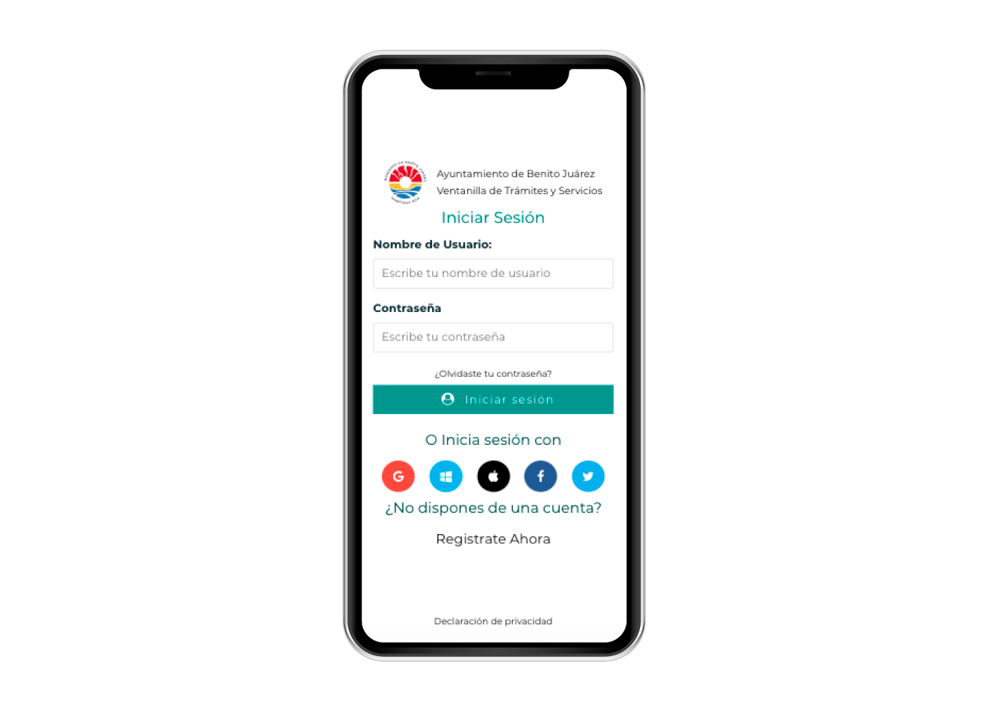 Ayuntamiento de Benito Juárez
Ventanilla de Trámites y Servicios
Iniciar Sesión
Nombre de Usuario:
Escribe tu nombre de usuario
Contraseña
Escribe tu contraseña
¿Olvidaste tu contraseña?
Iniciar sesión
O Inicia sesión con
¿No dispones de una cuenta?
Registrate Ahora
Declaración de privacidad